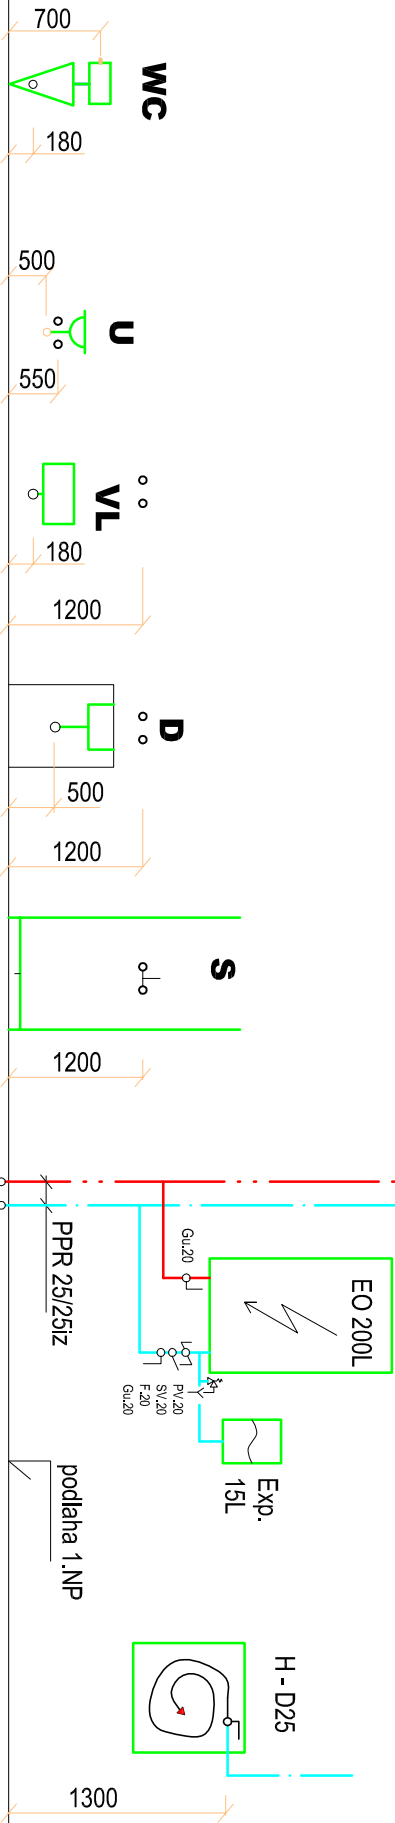 700
WC
180
500
U
550
VL
180
1200
D
500
1200
S
1200
PPR 25/25iz
Gu.20
EO 200L
PV.20
SV.20
F.20
Gu.20
Exp.
15L
podlaha 1.NP
H - D25
1300